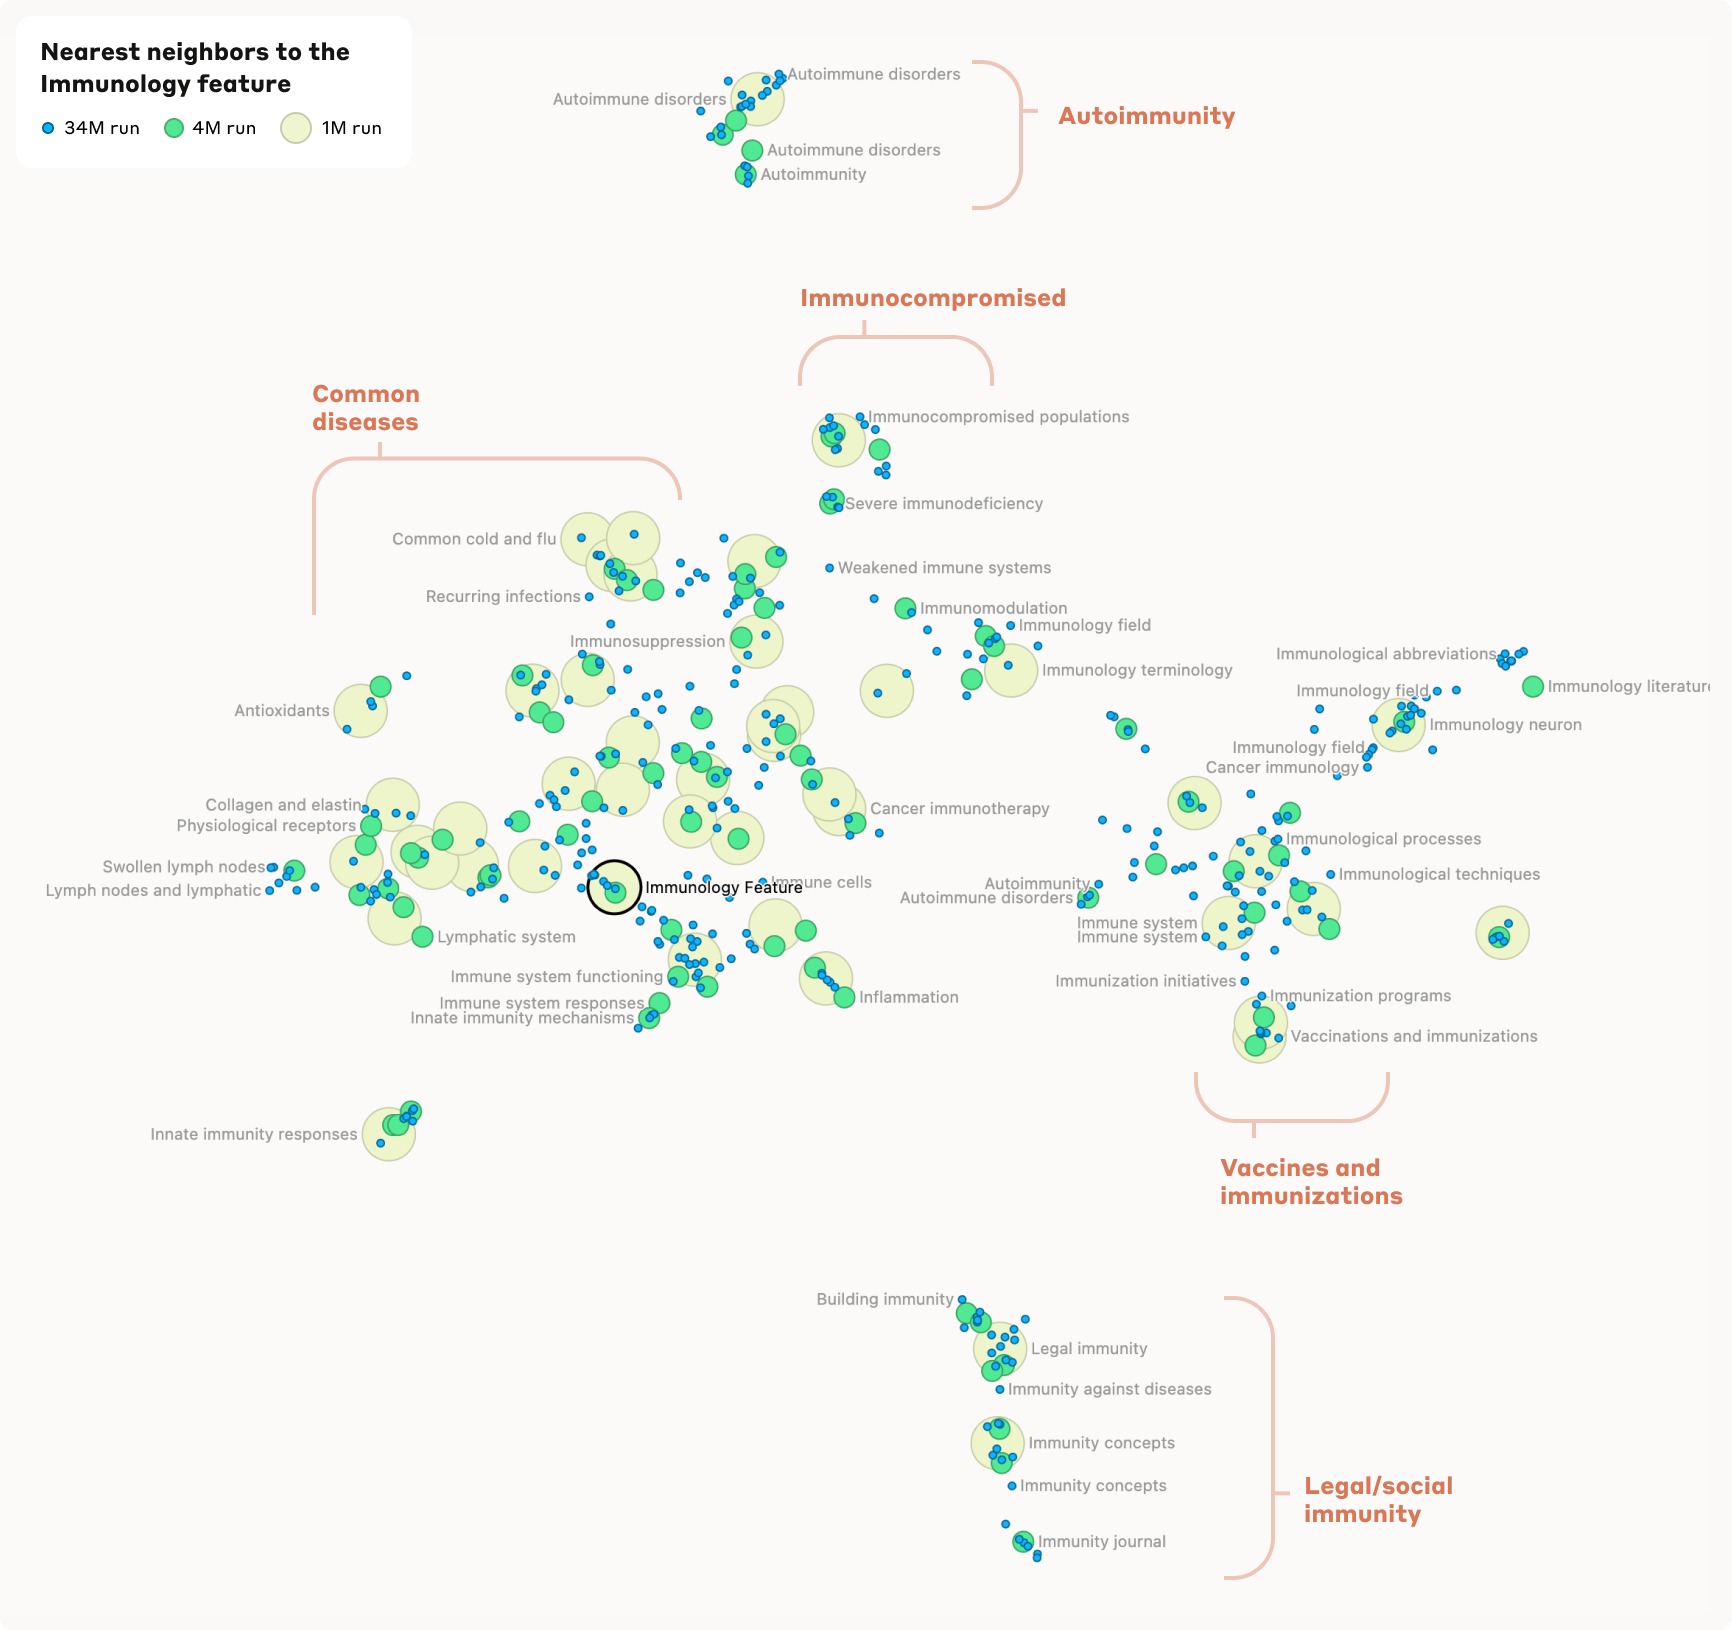 Nearest neighbors to the
Immunology feature
34M run
4M run
1M run
Autoimmune disorders
Autoimmune disorders
Autoimmunity
Autoimmune disorders
Autoimmunity
Immunocompromised
Common
diseases
Immunocompromised populations
Severe immunodeficiency
Common cold and flu
Weakened immune systems
Recurring infections
Immunomodulation
Immunology field
Immunosuppression
Immunological abbreviations
Immunology terminology
Immunology literature
Immunology field
Antioxidants
Immunology neuron
Immunology field
Cancer immunology
Collagen and elastin
Cancer immunotherapy
Physiological receptors
Immunological processes
Swollen lymph nodes
Immunological techniques
Immune cells
Autoimmunity
Immunology Feature
Lymph nodes and lymphatic
Autoimmune disorders
Immune system
Lymphatic system
Immune system
Immune system functioning
Immunization initiatives
Immunization programs
Inflammation
Immune system responses
Innate immunity mechanisms
Vaccinations and immunizations
Innate immunity responses
Vaccines and
immunizations
Building immunity
Legal immunity
Immunity against diseases
Immunity concepts
Immunity concepts
Legal/social
immunity
Immunity journal